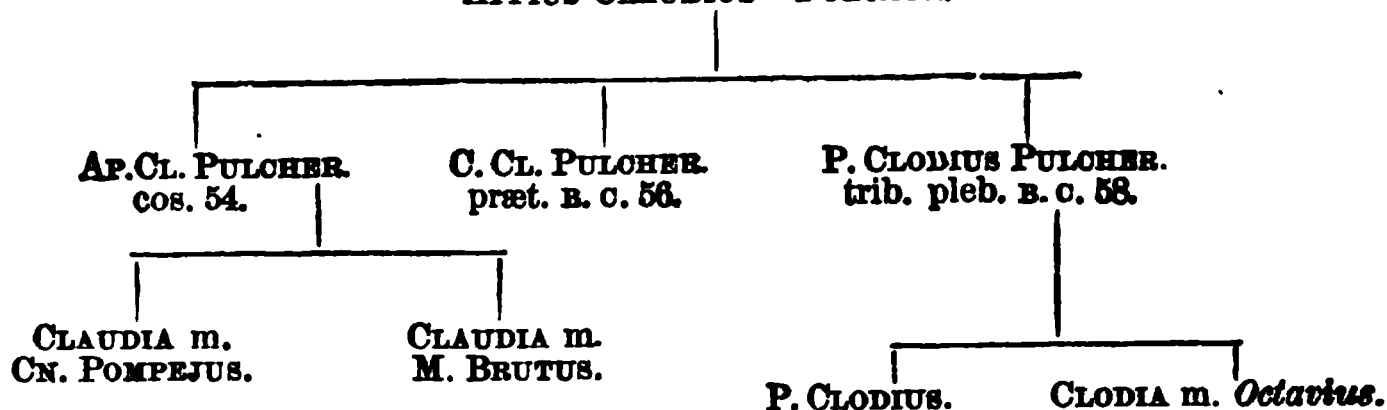 AP. CL. PULCHER.
cos. 54.
C. CL. PULCHER.
præt. B. C. 56.
P. CLODIUS PULCHER.
trib. pleb. B. C. 58.
CLAUDIA m.
CN. POMPEJUS.
CLAUDIA m.
M. BRUTUS.
P. CLODIUS.
CLODIA m. Octavius.